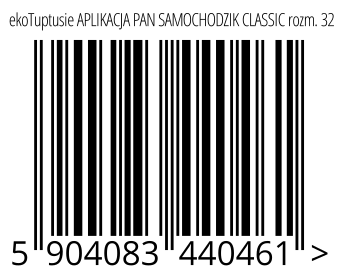 ekoTuptusie APLIKACJA PAN SAMOCHODZIK CLASSIC rozm. 32
5 904083 440461 >